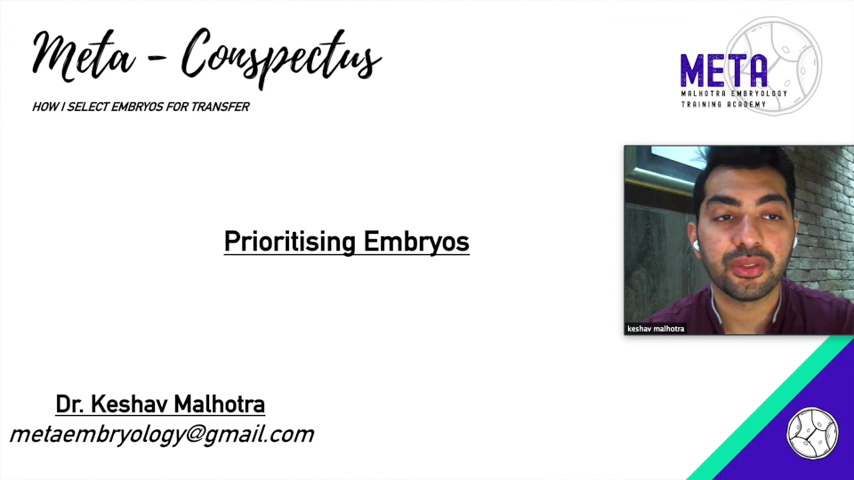 Meta - Conspectus
HOW I SELECT EMBRYOS FOR TRANSFER
META
MALHOTRA EMBRYOLOGY
TRAINING ACADEMY
Prioritising Embryos
keshav malhotra
Dr. Keshav Malhotra
metaembryology@gmail.com